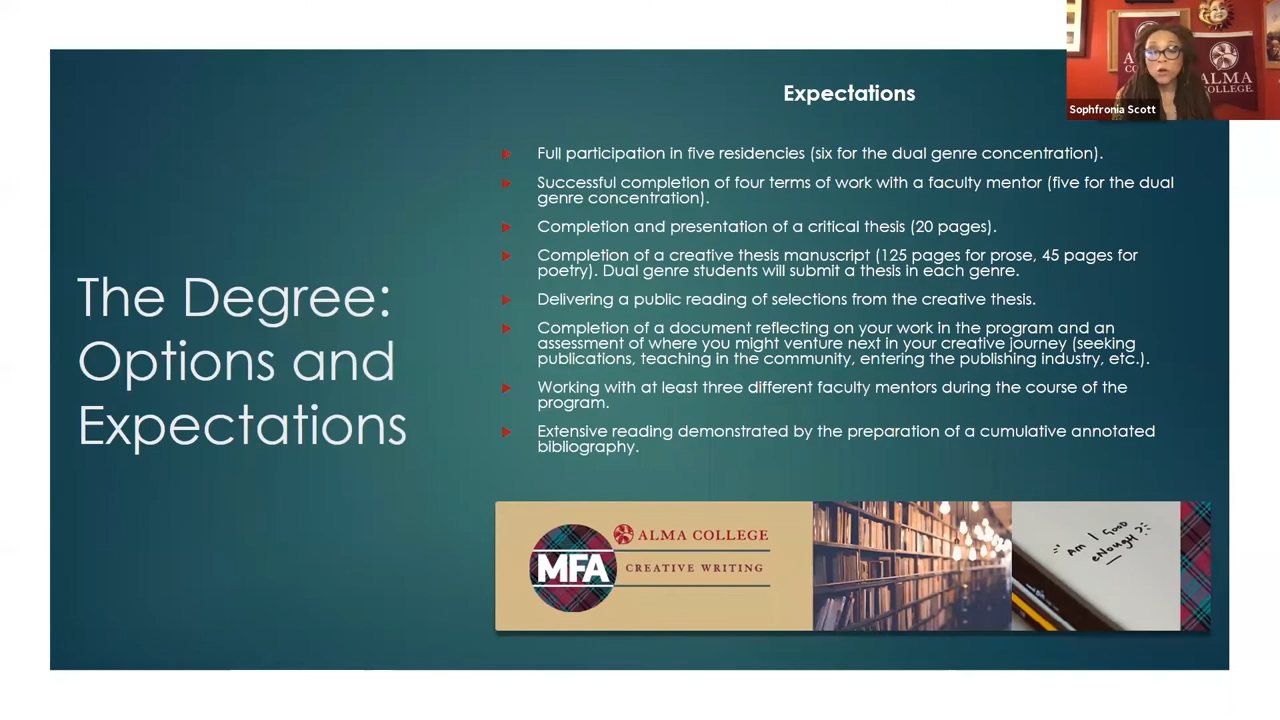 The Degree:
Options and
Expectations
Expectations
Full participation in five residencies (six for the dual genre concentration).
Successful completion of four terms of work with a faculty mentor (five for the dual
genre concentration).
Completion and presentation of a critical thesis (20 pages).
Completion of a creative thesis manuscript (125 pages for prose, 45 pages for
poetry). Dual genre students will submit a thesis in each genre.
Delivering a public reading of selections from the creative thesis.
Completion of a document reflecting on your work in the program and an
assessment of where you might venture next in your creative journey (seeking
publications, teaching in the community, entering the publishing industry, etc.).
Working with at least three different faculty mentors during the course of the
program.
Extensive reading demonstrated by the preparation of a cumulative annotated
bibliography.
ALMA COLLEGE
MFA
CREATIVE WRITING
Am I Good
eNough?
ALMA
COLLEGE
Sophfronia Scott